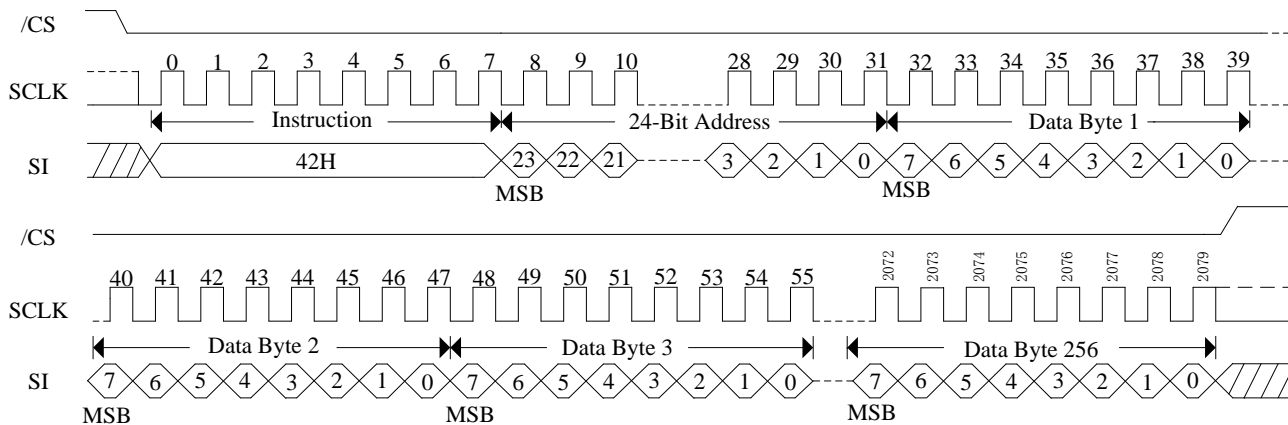 /CS
0 1 2 3 4 5 6 7 8 9 10 28 29 30 31 32 33 34 35 36 37 38 39
SCLK
Instruction 24-Bit Address Data Byte 1
SI 42H 23 22 21 3 2 1 0 7 6 5 4 3 2 1 0
MSB MSB
/CS
40 41 42 43 44 45 46 47 48 49 50 51 52 53 54 55 2072 2073 2074 2075 2076 2077 2078 2079
SCLK
Data Byte 2 Data Byte 3 Data Byte 256
SI 7 6 5 4 3 2 1 0 7 6 5 4 3 2 1 0 7 6 5 4 3 2 1 0
MSB MSB MSB